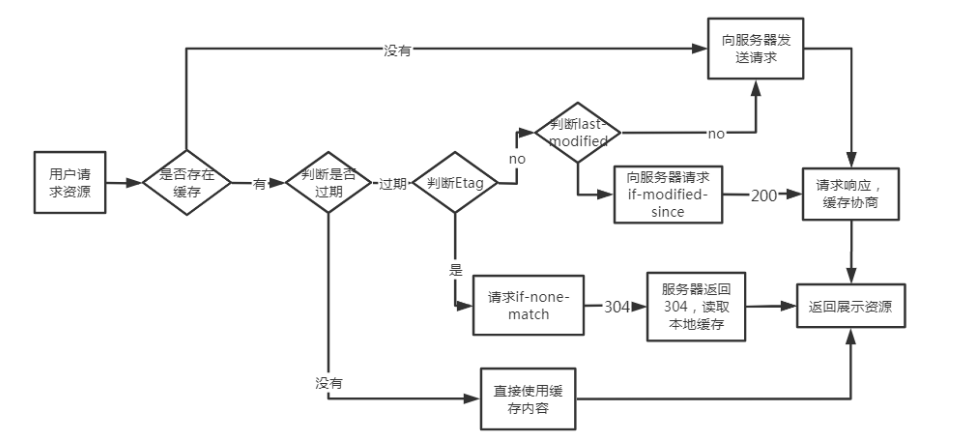 没有
向服务器发
送请求
判断last-
modified
no
no
用户请
求资源
是否存在
缓存
有
判断是否
过期
过期
判断Etag
向服务器请求
if-modified-
since
200
请求响应，
缓存协商
是
请求if-none-
match
304
服务器返回
304，读取
本地缓存
返回展示资源
没有
直接使用缓
存内容